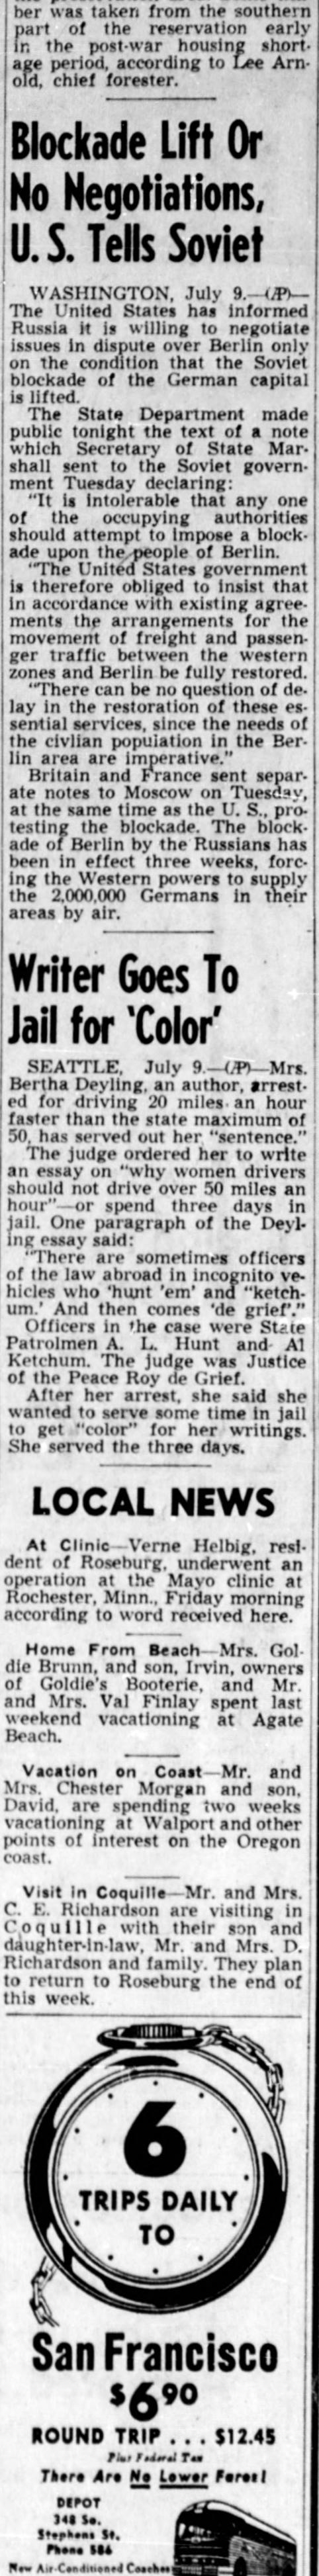 ber was taken from the southern
part of the reservation early
in the post-war housing short-
age period, according to Lee Arn-
old, chief forester.
Blockade Lift Or
No Negotiations,
U. S. Tells Soviet
WASHINGTON, July 9.—(AP)—
The United States has informed
Russia it is willing to negotiate
issues in dispute over Berlin only
on the condition that the Soviet
blockade of the German capital
is lifted.
The State Department made
public tonight the text of a note
which Secretary of State Mar-
shall sent to the Soviet govern-
ment Tuesday declaring:
"It is intolerable that any one
of the occupying authorities
should attempt to impose a block-
ade upon the people of Berlin.
"The United States government
is therefore obliged to insist that
in accordance with existing agree-
ments the arrangements for the
movement of freight and passen-
ger traffic between the western
zones and Berlin be fully restored.
"There can be no question of de-
lay in the restoration of these es-
sential services, since the needs of
the civilian population in the Ber-
lin area are imperative."
Britain and France sent separ-
ate notes to Moscow on Tuesday,
at the same time as the U. S., pro-
testing the blockade. The block-
ade of Berlin by the Russians has
been in effect three weeks, forc-
ing the Western powers to supply
the 2,000,000 Germans in their
areas by air.
Writer Goes To
Jail for 'Color'
SEATTLE, July 9.—(AP)—Mrs.
Bertha Deyling, an author, arrest-
ed for driving 20 miles an hour
faster than the state maximum of
50, has served out her "sentence."
The judge ordered her to write
an essay on "why women drivers
should not drive over 50 miles an
hour"—or spend three days in
jail. One paragraph of the Deyl-
ing essay said:
"There are sometimes officers
of the law abroad in incognito ve-
hicles who 'hunt 'em' and "ketch-
um.' And then comes 'de grief'."
Officers in the case were State
Patrolmen A. L. Hunt and Al
Ketchum. The judge was Justice
of the Peace Roy de Grief.
After her arrest, she said she
wanted to serve some time in jail
to get "color" for her writings.
She served the three days.
LOCAL NEWS
At Clinic—Verne Helbig, resi-
dent of Roseburg, underwent an
operation at the Mayo clinic at
Rochester, Minn., Friday morning
according to word received here.
Home From Beach—Mrs. Gol-
die Brunn, and son, Irvin, owners
of Goldie's Booterie, and Mr.
and Mrs. Val Finlay spent last
weekend vacationing at Agate
Beach.
Vacation on Coast—Mr. and
Mrs. Chester Morgan and son,
David, are spending two weeks
vacationing at Walport and other
points of interest on the Oregon
coast.
Visit in Coquille—Mr. and Mrs.
C. E. Richardson are visiting in
Coquille with their son and
daughter-in-law, Mr. and Mrs. D.
Richardson and family. They plan
to return to Roseburg the end of
this week.
6
TRIPS DAILY
TO
San Francisco
$6.90
ROUND TRIP . . . $12.45
Plus Federal Tax
There Are No Lower Fares!
DEPOT
348 So.
Stephens St.
Phone 586
New Air-Conditioned Coaches